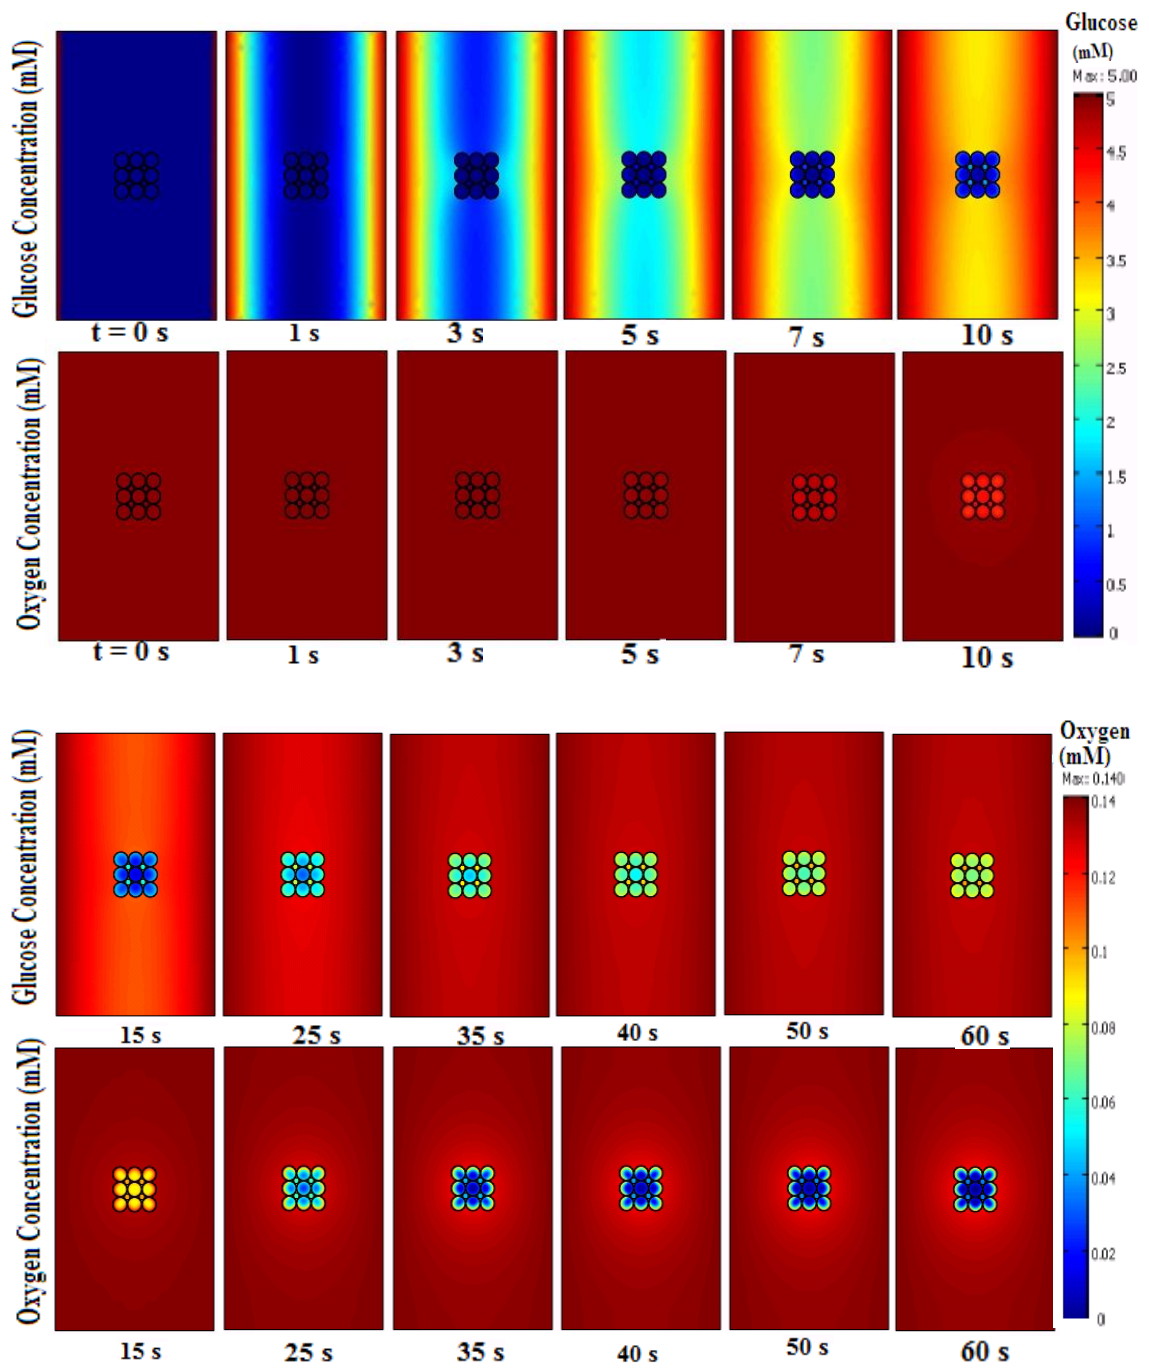 Glucose
(mM)
Max: 5.00
5
4.5
4
3.5
3
2.5
2
1.5
1
0.5
0
Glucose Concentration (mM)
t = 0 s
1 s
3 s
5 s
7 s
10 s
Oxygen Concentration (mM)
t = 0 s
1 s
3 s
5 s
7 s
10 s
Oxygen
(mM)
Max: 0.140
0.14
0.12
0.1
0.08
0.06
0.04
0.02
0
Glucose Concentration (mM)
15 s
25 s
35 s
40 s
50 s
60 s
Oxygen Concentration (mM)
15 s
25 s
35 s
40 s
50 s
60 s